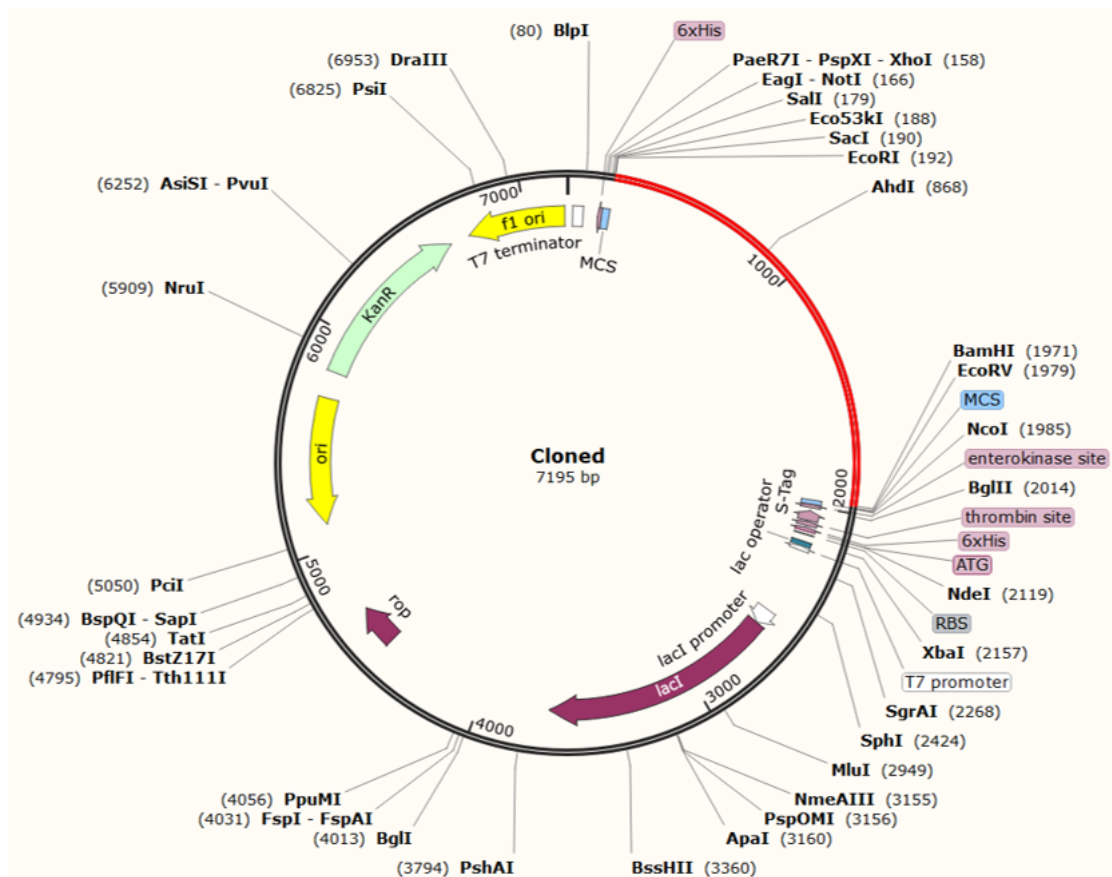 (80) BlpI
6xHis
(6953) DraIII
PaeR7I - PspXI - XhoI (158)
(6825) PsiI
EagI - NotI (166)
SalI (179)
Eco53kI (188)
SacI (190)
EcoRI (192)
(6252) AsiSI - PvuI
AhdI (868)
7000
f1 ori
T7 terminator
MCS
1000
(5909) NruI
KanR
6000
BamHI (1971)
EcoRV (1979)
MCS
NcoI (1985)
ori
Cloned
7195 bp
enterokinase site
S-Tag
2000
BglII (2014)
lac operator
thrombin site
6xHis
ATG
5000
(5050) PciI
NdeI (2119)
rop
(4934) BspQI - SapI
RBS
lacI promoter
(4854) TatI
XbaI (2157)
(4821) BstZ17I
T7 promoter
(4795) PflFI - Tth111I
lacI
3000
SgrAI (2268)
4000
SphI (2424)
MluI (2949)
(4056) PpuMI
NmeAIII (3155)
(4031) FspI - FspAI
PspOMI (3156)
(4013) BglI
ApaI (3160)
(3794) PshAI
BssHII (3360)